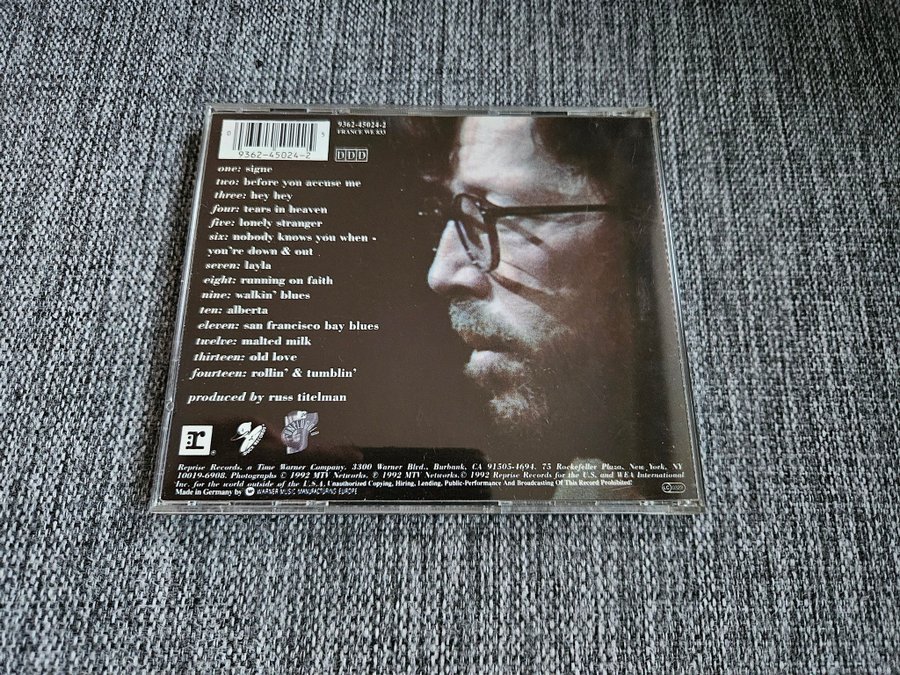 0
5
9362-45024-2
9362-45024-2
FRANCE WE 833
DDD
one: signe
two: before you accuse me
three: hey hey
four: tears in heaven
five: lonely stranger
six: nobody knows you when -
you're down & out
seven: layla
eight: running on faith
nine: walkin' blues
ten: alberta
eleven: san francisco bay blues
twelve: malted milk
thirteen: old love
fourteen: rollin' & tumblin'
produced by russ titelman
r
Reprise Records, a Time Warner Company, 3300 Warner Blvd., Burbank, CA 91505-4694. 75 Rockefeller Plaza, New York, NY
10019-6908. Photographs © 1992 MTV Networks. ℗ 1992 MTV Networks. © 1992 Reprise Records for the U.S. and WEA International
Inc. for the world outside of the U.S.A. Unauthorized Copying, Hiring, Lending, Public-Performance And Broadcasting Of This Record Prohibited!
Made in Germany by WARNER MUSIC MANUFACTURING EUROPE